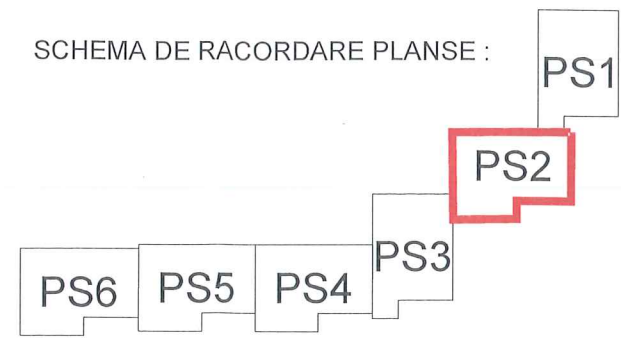 SCHEMA DE RACORDARE PLANSE :
PS1
PS2
PS3
PS6 PS5 PS4